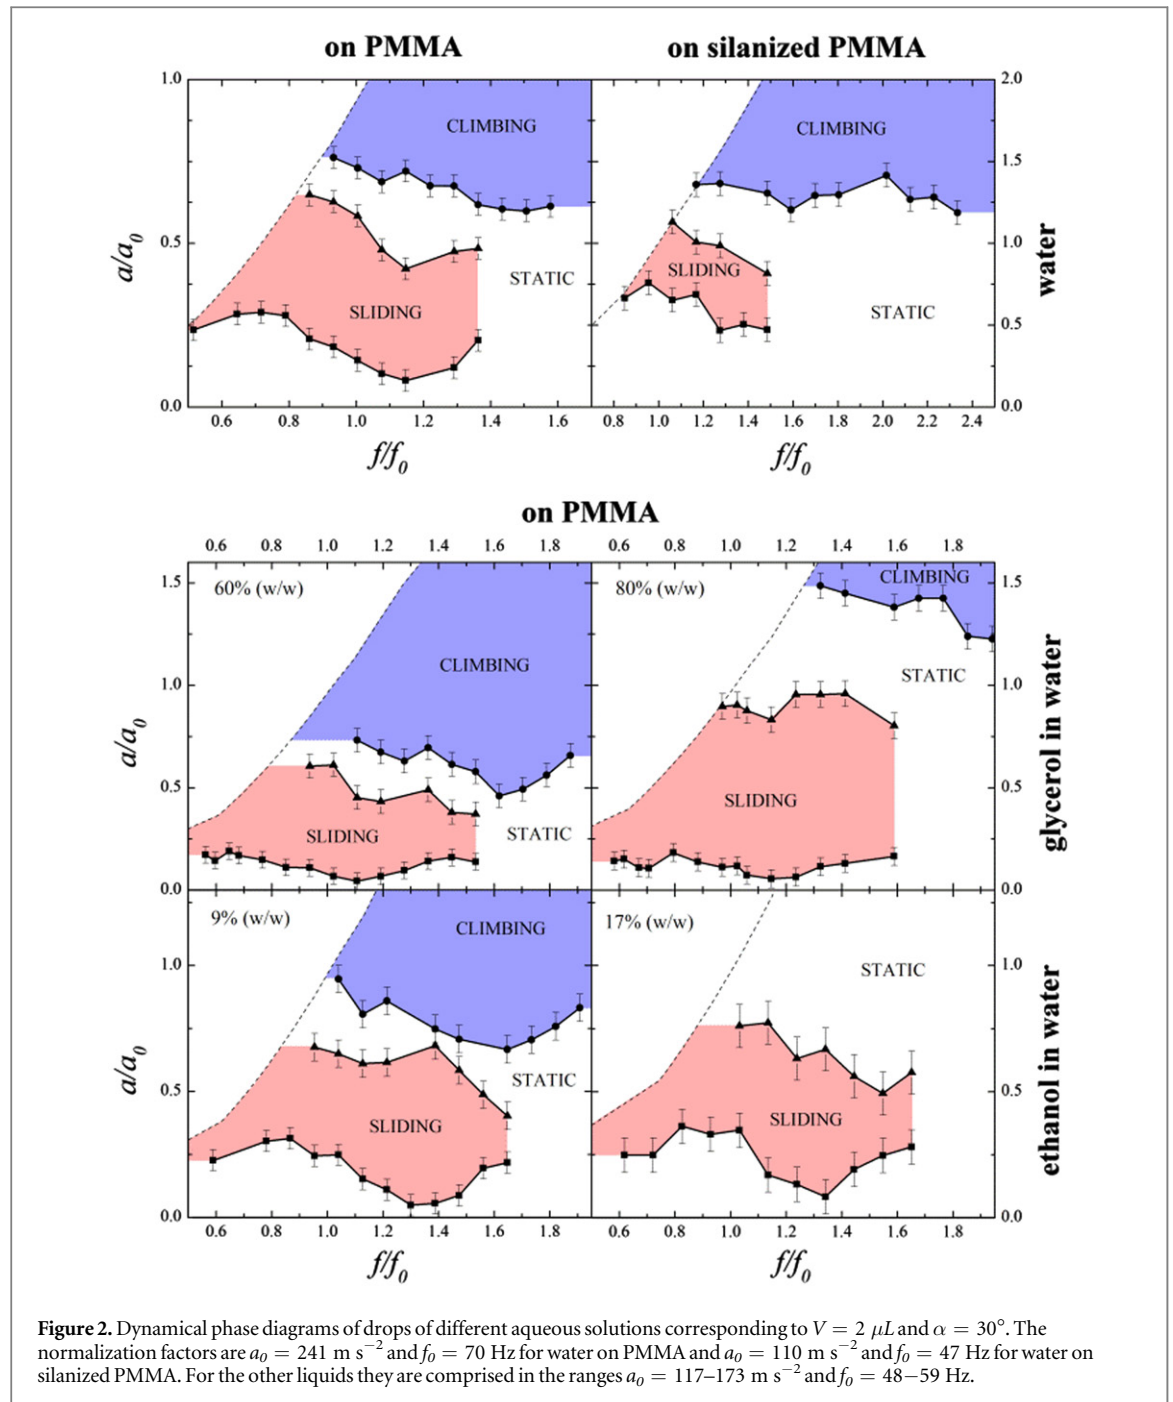 on PMMA
on silanized PMMA
1.0
0.5
0.0
a/a0
CLIMBING
SLIDING
STATIC
0.6 0.8 1.0 1.2 1.4 1.6
f/f0
CLIMBING
SLIDING
STATIC
2.0
1.5
1.0
0.5
0.0
water
0.8 1.0 1.2 1.4 1.6 1.8 2.0 2.2 2.4
f/f0
on PMMA
0.6 0.8 1.0 1.2 1.4 1.6 1.8
0.6 0.8 1.0 1.2 1.4 1.6 1.8
60% (w/w)
1.5
1.0
0.5
0.0
a/a0
CLIMBING
SLIDING
STATIC
80% (w/w)
CLIMBING
STATIC
SLIDING
1.5
1.0
0.5
0.0
glycerol in water
9% (w/w)
1.0
0.5
0.0
a/a0
CLIMBING
STATIC
SLIDING
0.6 0.8 1.0 1.2 1.4 1.6 1.8
f/f0
17% (w/w)
STATIC
SLIDING
1.0
0.5
0.0
ethanol in water
0.6 0.8 1.0 1.2 1.4 1.6 1.8
f/f0
Figure 2. Dynamical phase diagrams of drops of different aqueous solutions corresponding to V = 2 μL and α = 30°. The
normalization factors are a0 = 241 m s−2 and f0 = 70 Hz for water on PMMA and a0 = 110 m s−2 and f0 = 47 Hz for water on
silanized PMMA. For the other liquids they are comprised in the ranges a0 = 117–173 m s−2 and f0 = 48−59 Hz.